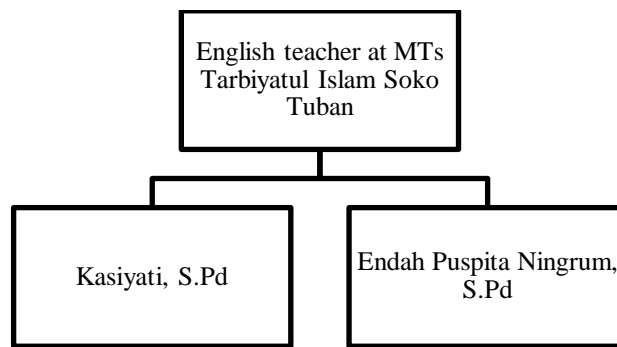 English teacher at MTs
Tarbiyatul Islam Soko
Tuban
Kasiyati, S.Pd
Endah Puspita Ningrum,
S.Pd